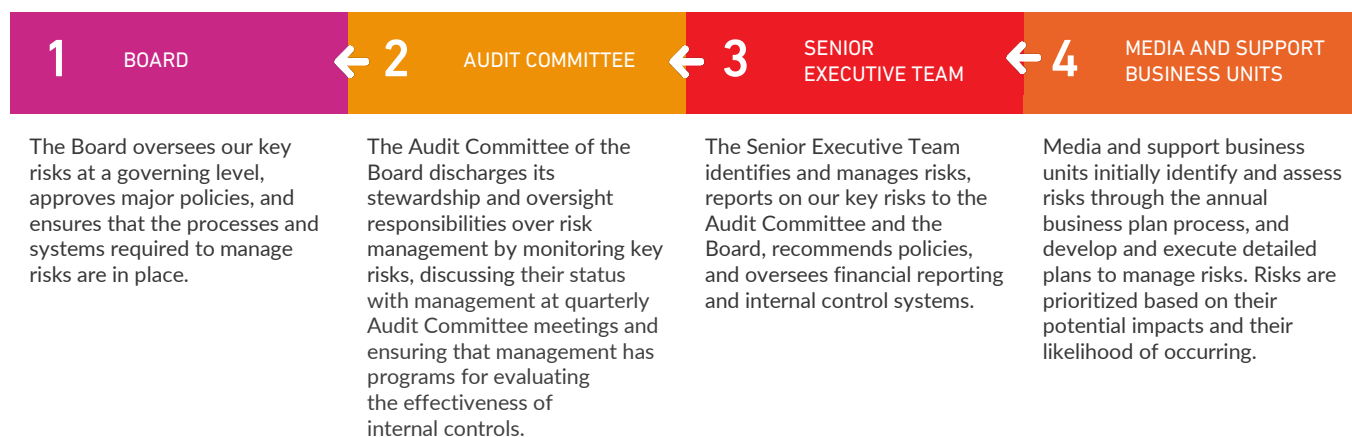 1 BOARD
The Board oversees our key
risks at a governing level,
approves major policies, and
ensures that the processes and
systems required to manage
risks are in place.
2 AUDIT COMMITTEE
The Audit Committee of the
Board discharges its
stewardship and oversight
responsibilities over risk
management by monitoring key
risks, discussing their status
with management at quarterly
Audit Committee meetings and
ensuring that management has
programs for evaluating
the effectiveness of
internal controls.
3 SENIOR
EXECUTIVE TEAM
The Senior Executive Team
identifies and manages risks,
reports on our key risks to the
Audit Committee and the
Board, recommends policies,
and oversees financial reporting
and internal control systems.
4 MEDIA AND SUPPORT
BUSINESS UNITS
Media and support business
units initially identify and assess
risks through the annual
business plan process, and
develop and execute detailed
plans to manage risks. Risks are
prioritized based on their
potential impacts and their
likelihood of occurring.